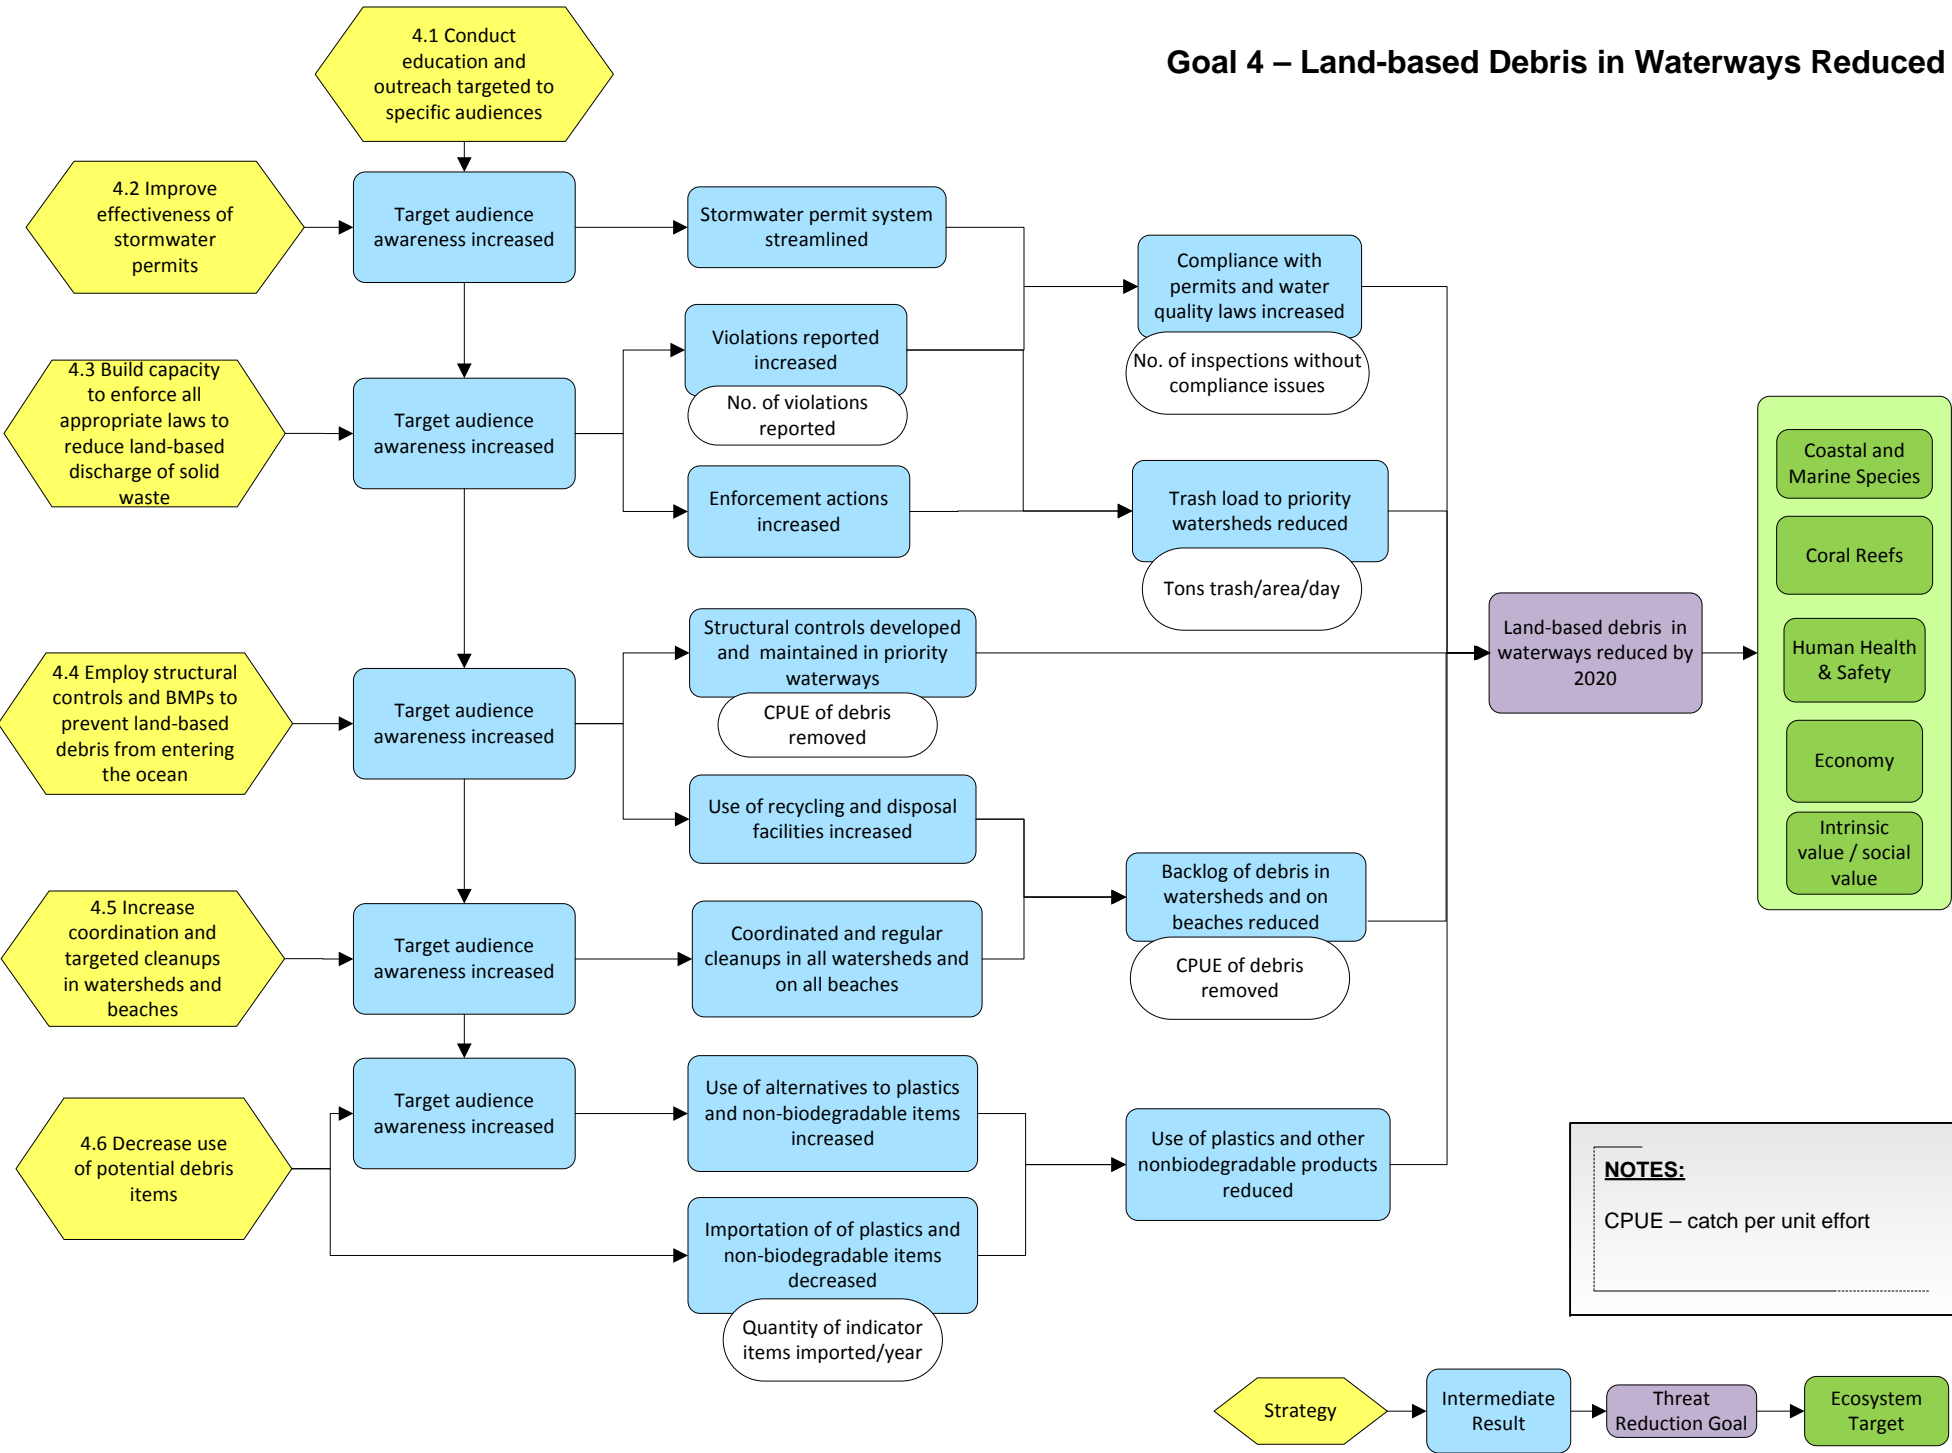 Goal 4 – Land-based Debris in Waterways Reduced
4.1 Conduct
education and
outreach targeted to
specific audiences
4.2 Improve
effectiveness of
stormwater
permits
Target audience
awareness increased
Stormwater permit system
streamlined
Compliance with
permits and water
quality laws increased
No. of inspections without
compliance issues
4.3 Build capacity
to enforce all
appropriate laws to
reduce land-based
discharge of solid
waste
Target audience
awareness increased
Violations reported
increased
No. of violations
reported
Enforcement actions
increased
Trash load to priority
watersheds reduced
Tons trash/area/day
4.4 Employ structural
controls and BMPs to
prevent land-based
debris from entering
the ocean
Target audience
awareness increased
Structural controls developed
and maintained in priority
waterways
CPUE of debris
removed
Use of recycling and disposal
facilities increased
4.5 Increase
coordination and
targeted cleanups
in watersheds and
beaches
Target audience
awareness increased
Coordinated and regular
cleanups in all watersheds and
on all beaches
Backlog of debris in
watersheds and on
beaches reduced
CPUE of debris
removed
4.6 Decrease use
of potential debris
items
Target audience
awareness increased
Use of alternatives to plastics
and non-biodegradable items
increased
Importation of of plastics and
non-biodegradable items
decreased
Quantity of indicator
items imported/year
Use of plastics and other
nonbiodegradable products
reduced
Land-based debris in
waterways reduced by
2020
Coastal and
Marine Species
Coral Reefs
Human Health
& Safety
Economy
Intrinsic
value / social
value
NOTES:
CPUE – catch per unit effort
Strategy
Intermediate
Result
Threat
Reduction Goal
Ecosystem
Target